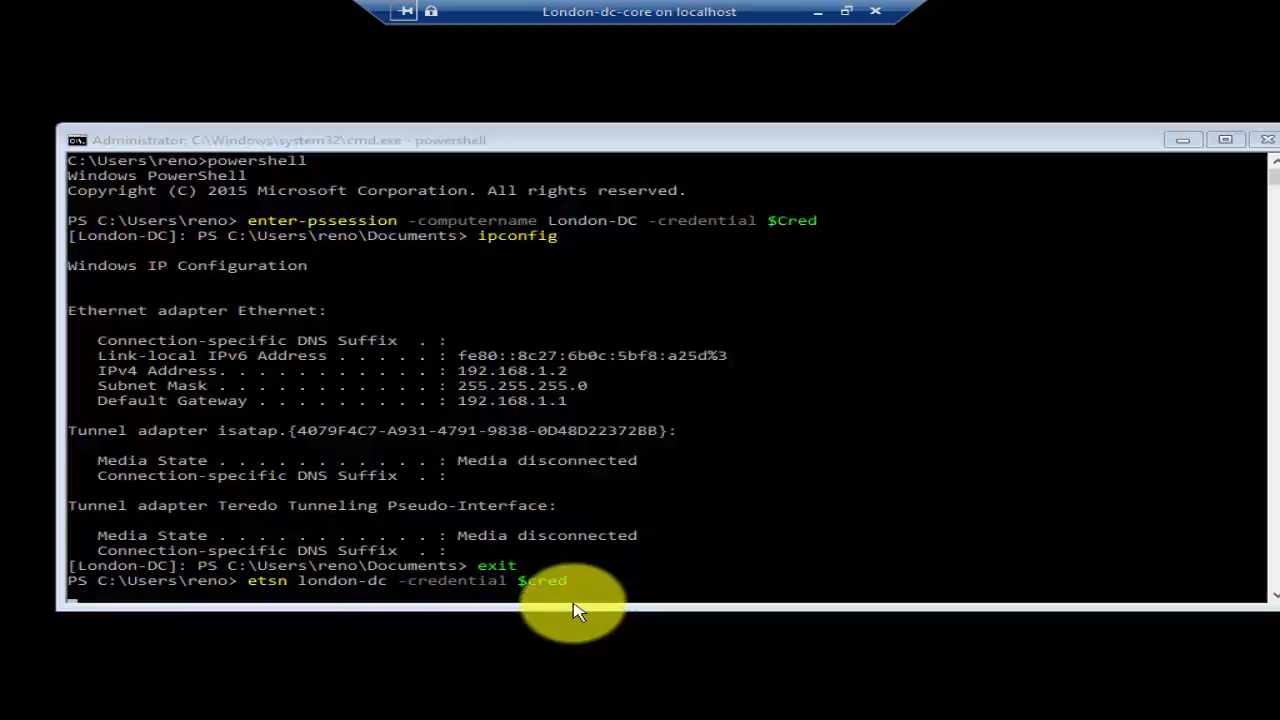 London-dc-core on localhost
Administrator: C:\Windows\system32\cmd.exe - powershell
C:\Users\reno>powershell
Windows PowerShell
Copyright (C) 2015 Microsoft Corporation. All rights reserved.
PS C:\Users\reno> enter-pssession -computername London-DC -credential $Cred
[London-DC]: PS C:\Users\reno\Documents> ipconfig
Windows IP Configuration
Ethernet adapter Ethernet:
Connection-specific DNS Suffix . :
Link-local IPv6 Address . . . . . : fe80::8c27:6b0c:5bf8:a25d%3
IPv4 Address. . . . . . . . . . . : 192.168.1.2
Subnet Mask . . . . . . . . . . . : 255.255.255.0
Default Gateway . . . . . . . . . : 192.168.1.1
Tunnel adapter isatap.{4079F4C7-A931-4791-9838-0D48D22372BB}:
Media State . . . . . . . . . . . : Media disconnected
Connection-specific DNS Suffix . :
Tunnel adapter Teredo Tunneling Pseudo-Interface:
Media State . . . . . . . . . . . : Media disconnected
Connection-specific DNS Suffix . :
[London-DC]: PS C:\Users\reno\Documents> exit
PS C:\Users\reno> etsn london-dc -credential $cred